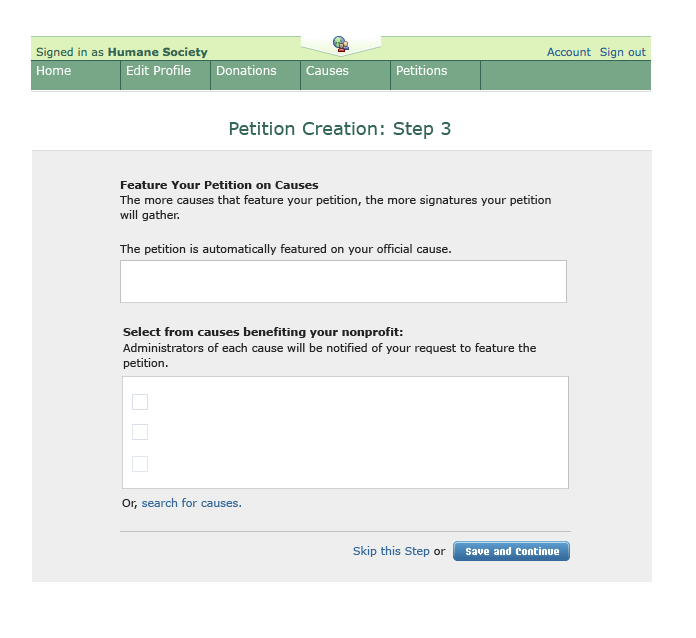 Signed in as Humane Society
Account Sign out
Home Edit Profile Donations Causes Petitions
Petition Creation: Step 3
Feature Your Petition on Causes
The more causes that feature your petition, the more signatures your petition
will gather.
The petition is automatically featured on your official cause.
Select from causes benefiting your nonprofit:
Administrators of each cause will be notified of your request to feature the
petition.
Or, search for causes.
Skip this Step or Save and Continue